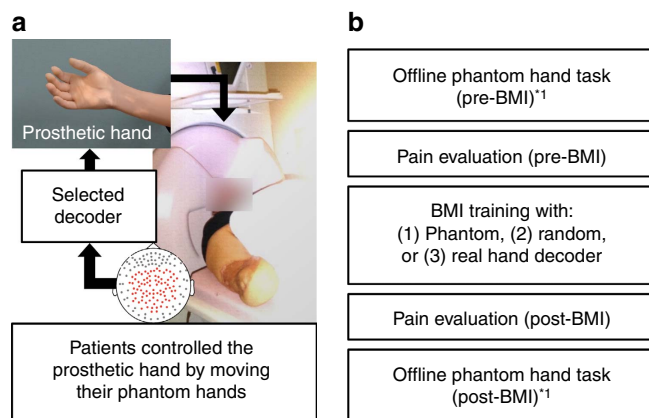 a
Prosthetic hand
Selected
decoder
Patients controlled the
prosthetic hand by moving
their phantom hands
b
Offline phantom hand task
(pre-BMI)*1
Pain evaluation (pre-BMI)
BMI training with:
(1) Phantom, (2) random,
or (3) real hand decoder
Pain evaluation (post-BMI)
Offline phantom hand task
(post-BMI)*1